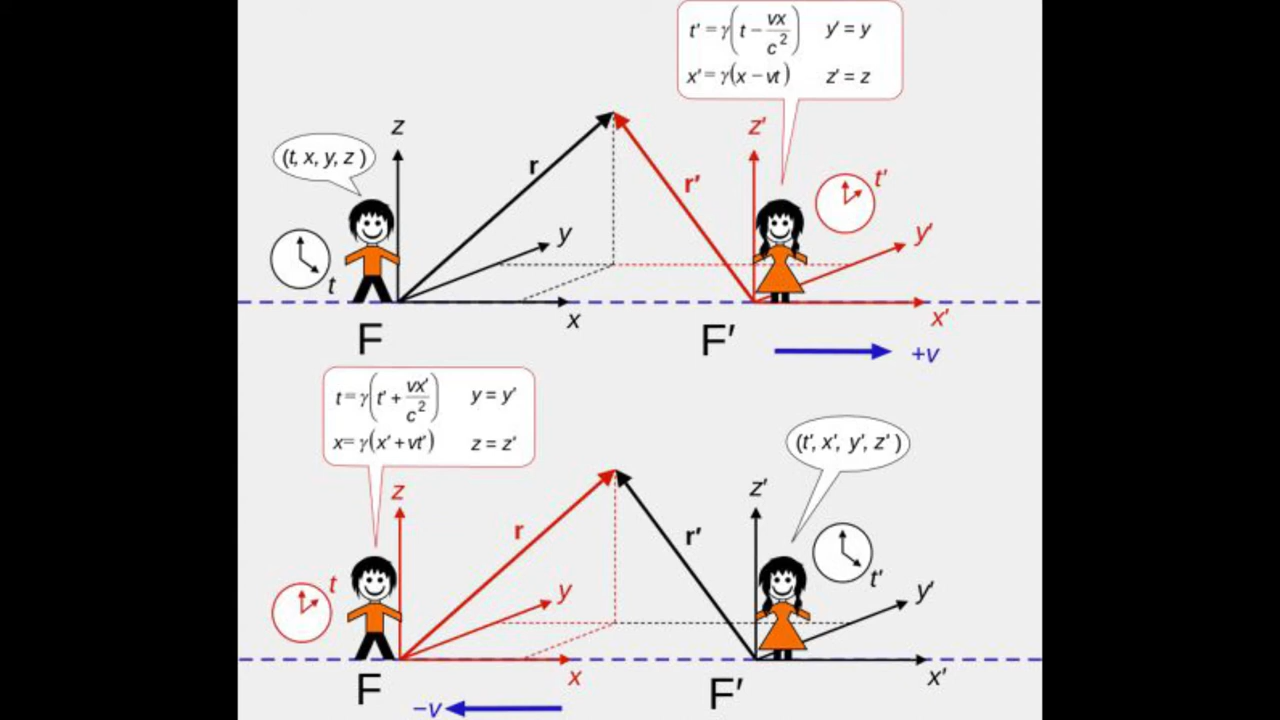 t' = γ(t − vx/c²) y' = y
x' = γ(x − vt) z' = z
(t, x, y, z )
z
r
y
t
x
F
z'
r'
t'
y'
x'
F'
+v
t = γ(t' + vx'/c²) y = y'
x = γ(x' + vt') z = z'
(t', x', y', z' )
z
r
y
t
x
F
−v
z'
r'
t'
y'
x'
F'